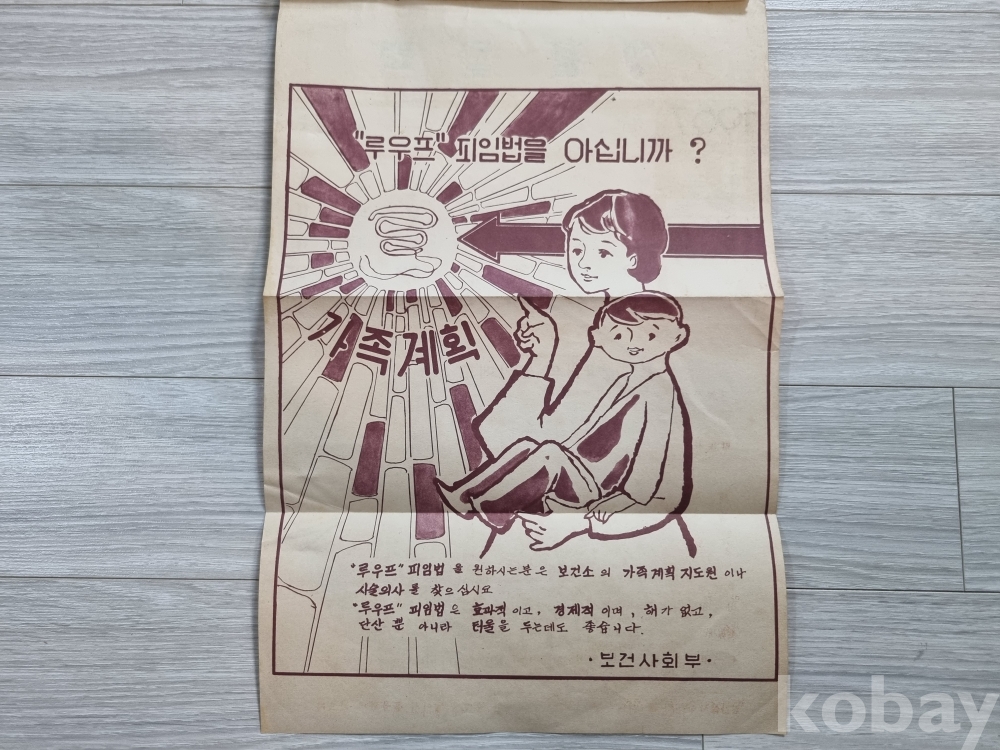 "루우프" 피임법을 아십니까 ?
가족계획
"루우프" 피임법 을 원하시는분 은 보건소 의 가족계획 지도원 이나
시술의사 를 찾으십시요
"루우프" 피임법 은 효과적 이고, 경제적 이며, 해가 없고,
단산 뿐 아니라 터울을 두는데도 좋습니다.
·보건사회부·
kobay